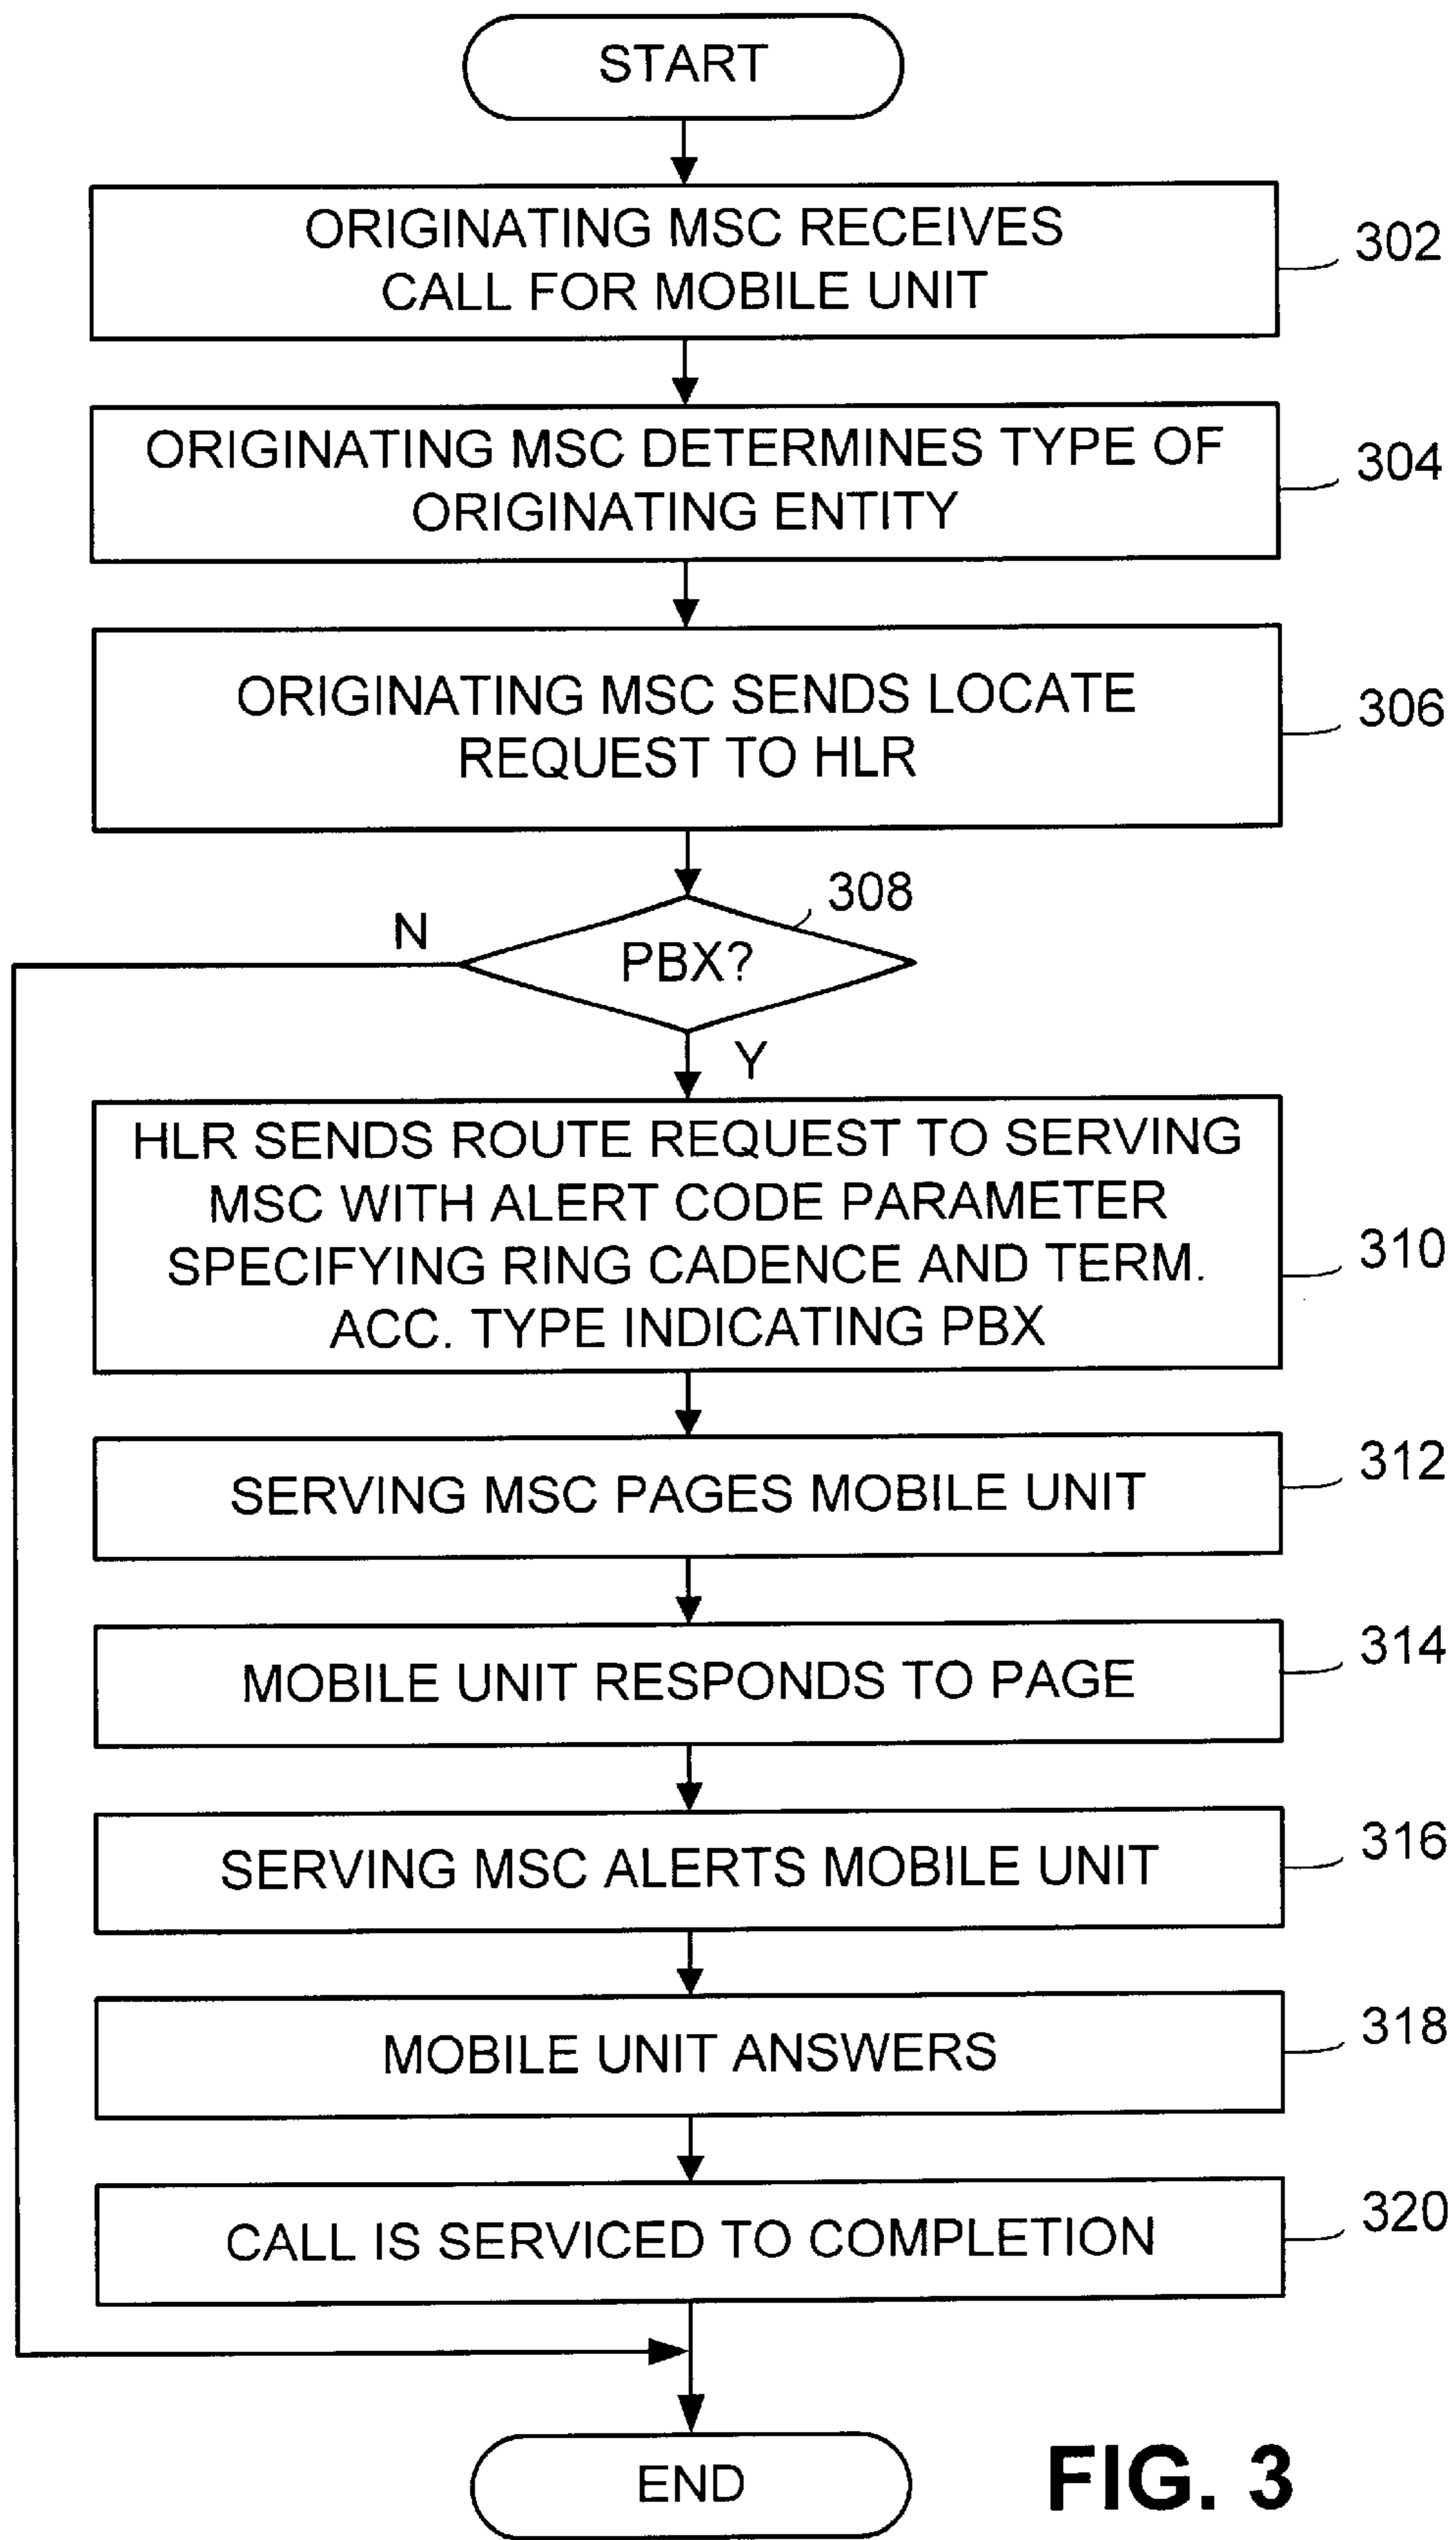 START
ORIGINATING MSC RECEIVES
CALL FOR MOBILE UNIT
302
ORIGINATING MSC DETERMINES TYPE OF
ORIGINATING ENTITY
304
ORIGINATING MSC SENDS LOCATE
REQUEST TO HLR
306
308
N
PBX?
Y
HLR SENDS ROUTE REQUEST TO SERVING
MSC WITH ALERT CODE PARAMETER
SPECIFYING RING CADENCE AND TERM.
ACC. TYPE INDICATING PBX
310
SERVING MSC PAGES MOBILE UNIT
312
MOBILE UNIT RESPONDS TO PAGE
314
SERVING MSC ALERTS MOBILE UNIT
316
MOBILE UNIT ANSWERS
318
CALL IS SERVICED TO COMPLETION
320
END
FIG. 3